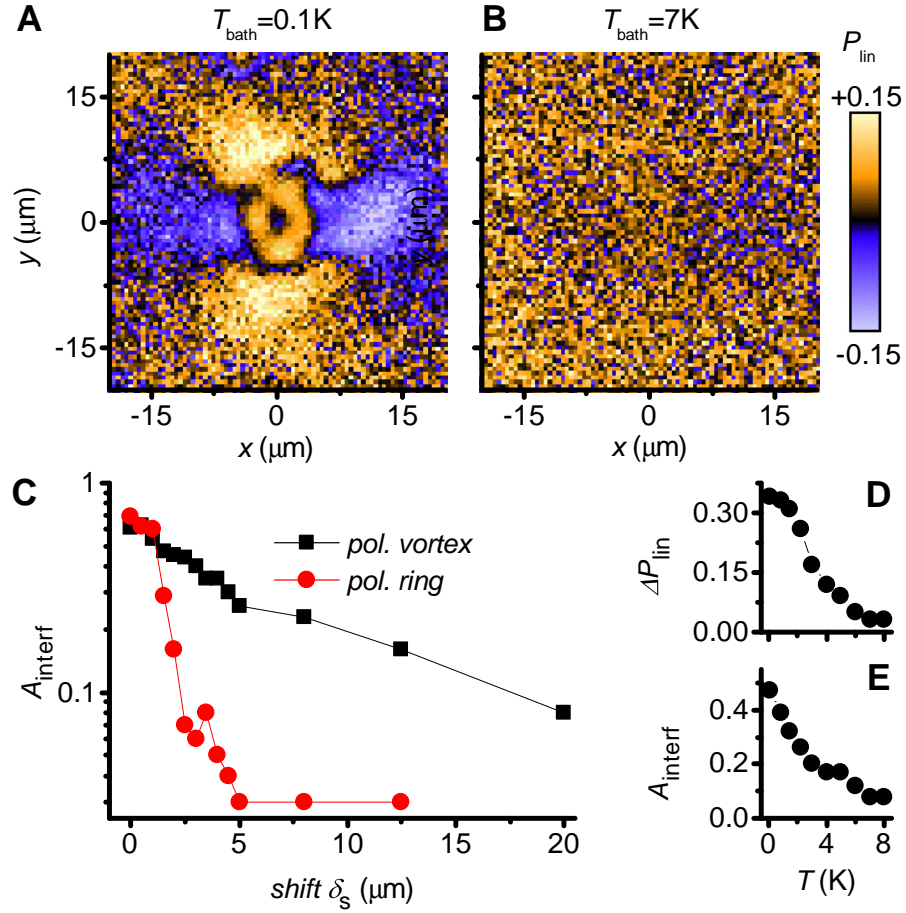 A T_bath=0.1K B T_bath=7K
P_lin
+0.15
-0.15
y (μm)
15
0
-15
-15 0 15
x (μm)
y (μm)
-15 0 15
x (μm)
C
A_interf
1
0.1
pol. vortex
pol. ring
0 5 10 15 20
shift δ_s (μm)
D
ΔP_lin
0.30
0.15
0.00
E
A_interf
0.4
0.2
0.0
0 4 8
T (K)